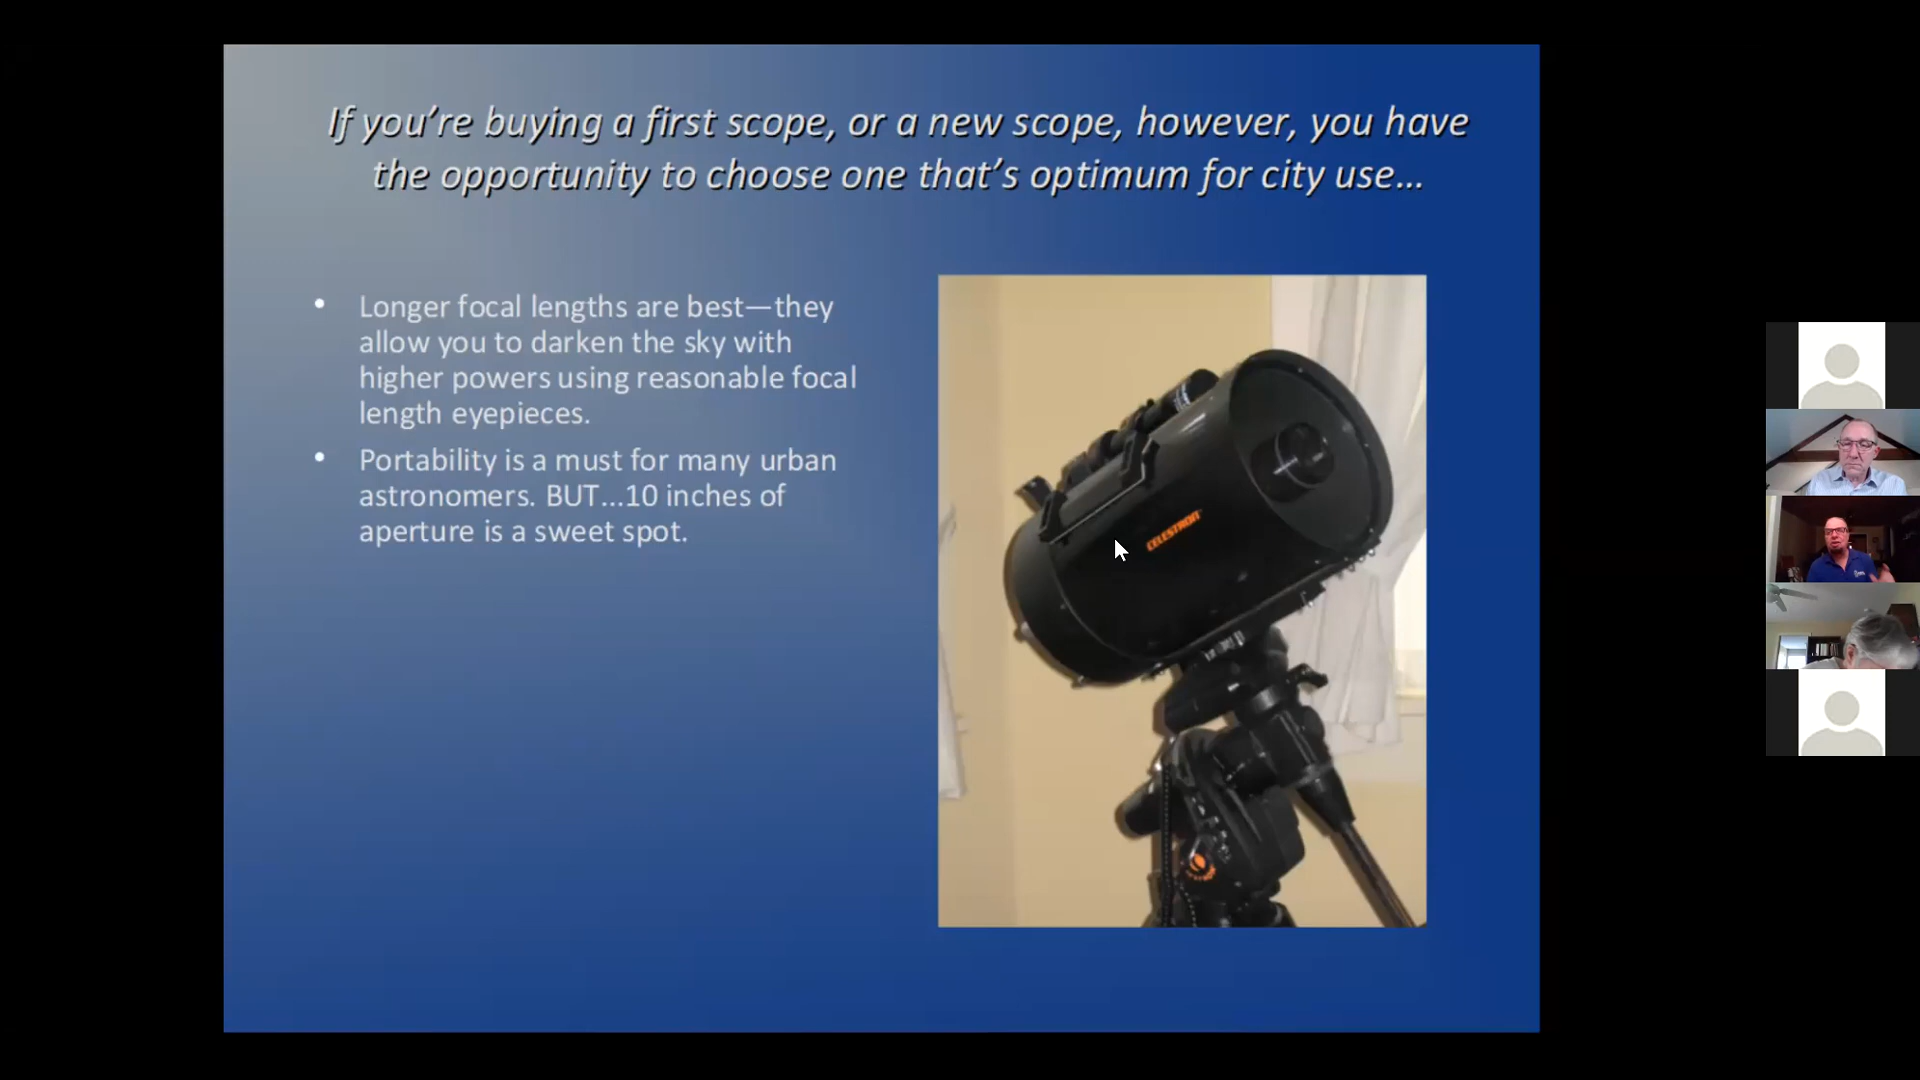 If you’re buying a first scope, or a new scope, however, you have
the opportunity to choose one that’s optimum for city use…
• Longer focal lengths are best—they
allow you to darken the sky with
higher powers using reasonable focal
length eyepieces.
• Portability is a must for many urban
astronomers. BUT…10 inches of
aperture is a sweet spot.
CELESTRON